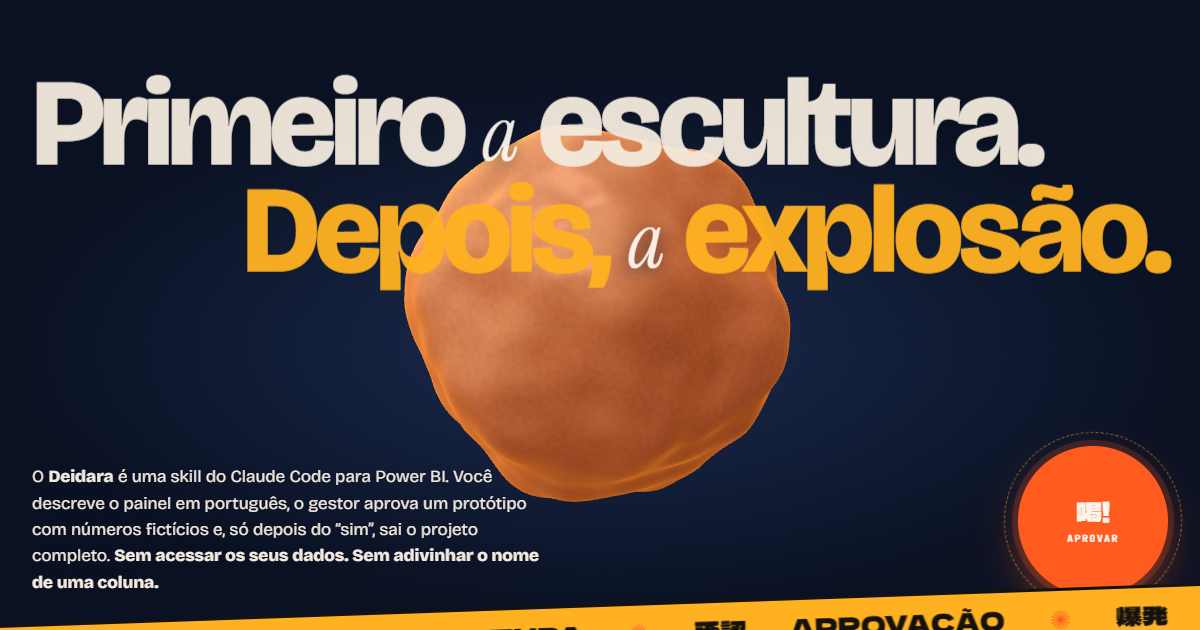 Primeiro a escultura.
Depois, a explosão.
O Deidara é uma skill do Claude Code para Power BI. Você
descreve o painel em português, o gestor aprova um protótipo
com números fictícios e, só depois do “sim”, sai o projeto
completo. Sem acessar os seus dados. Sem adivinhar o nome
de uma coluna.
喝!
APROVAR
APROVAÇÃO
爆発